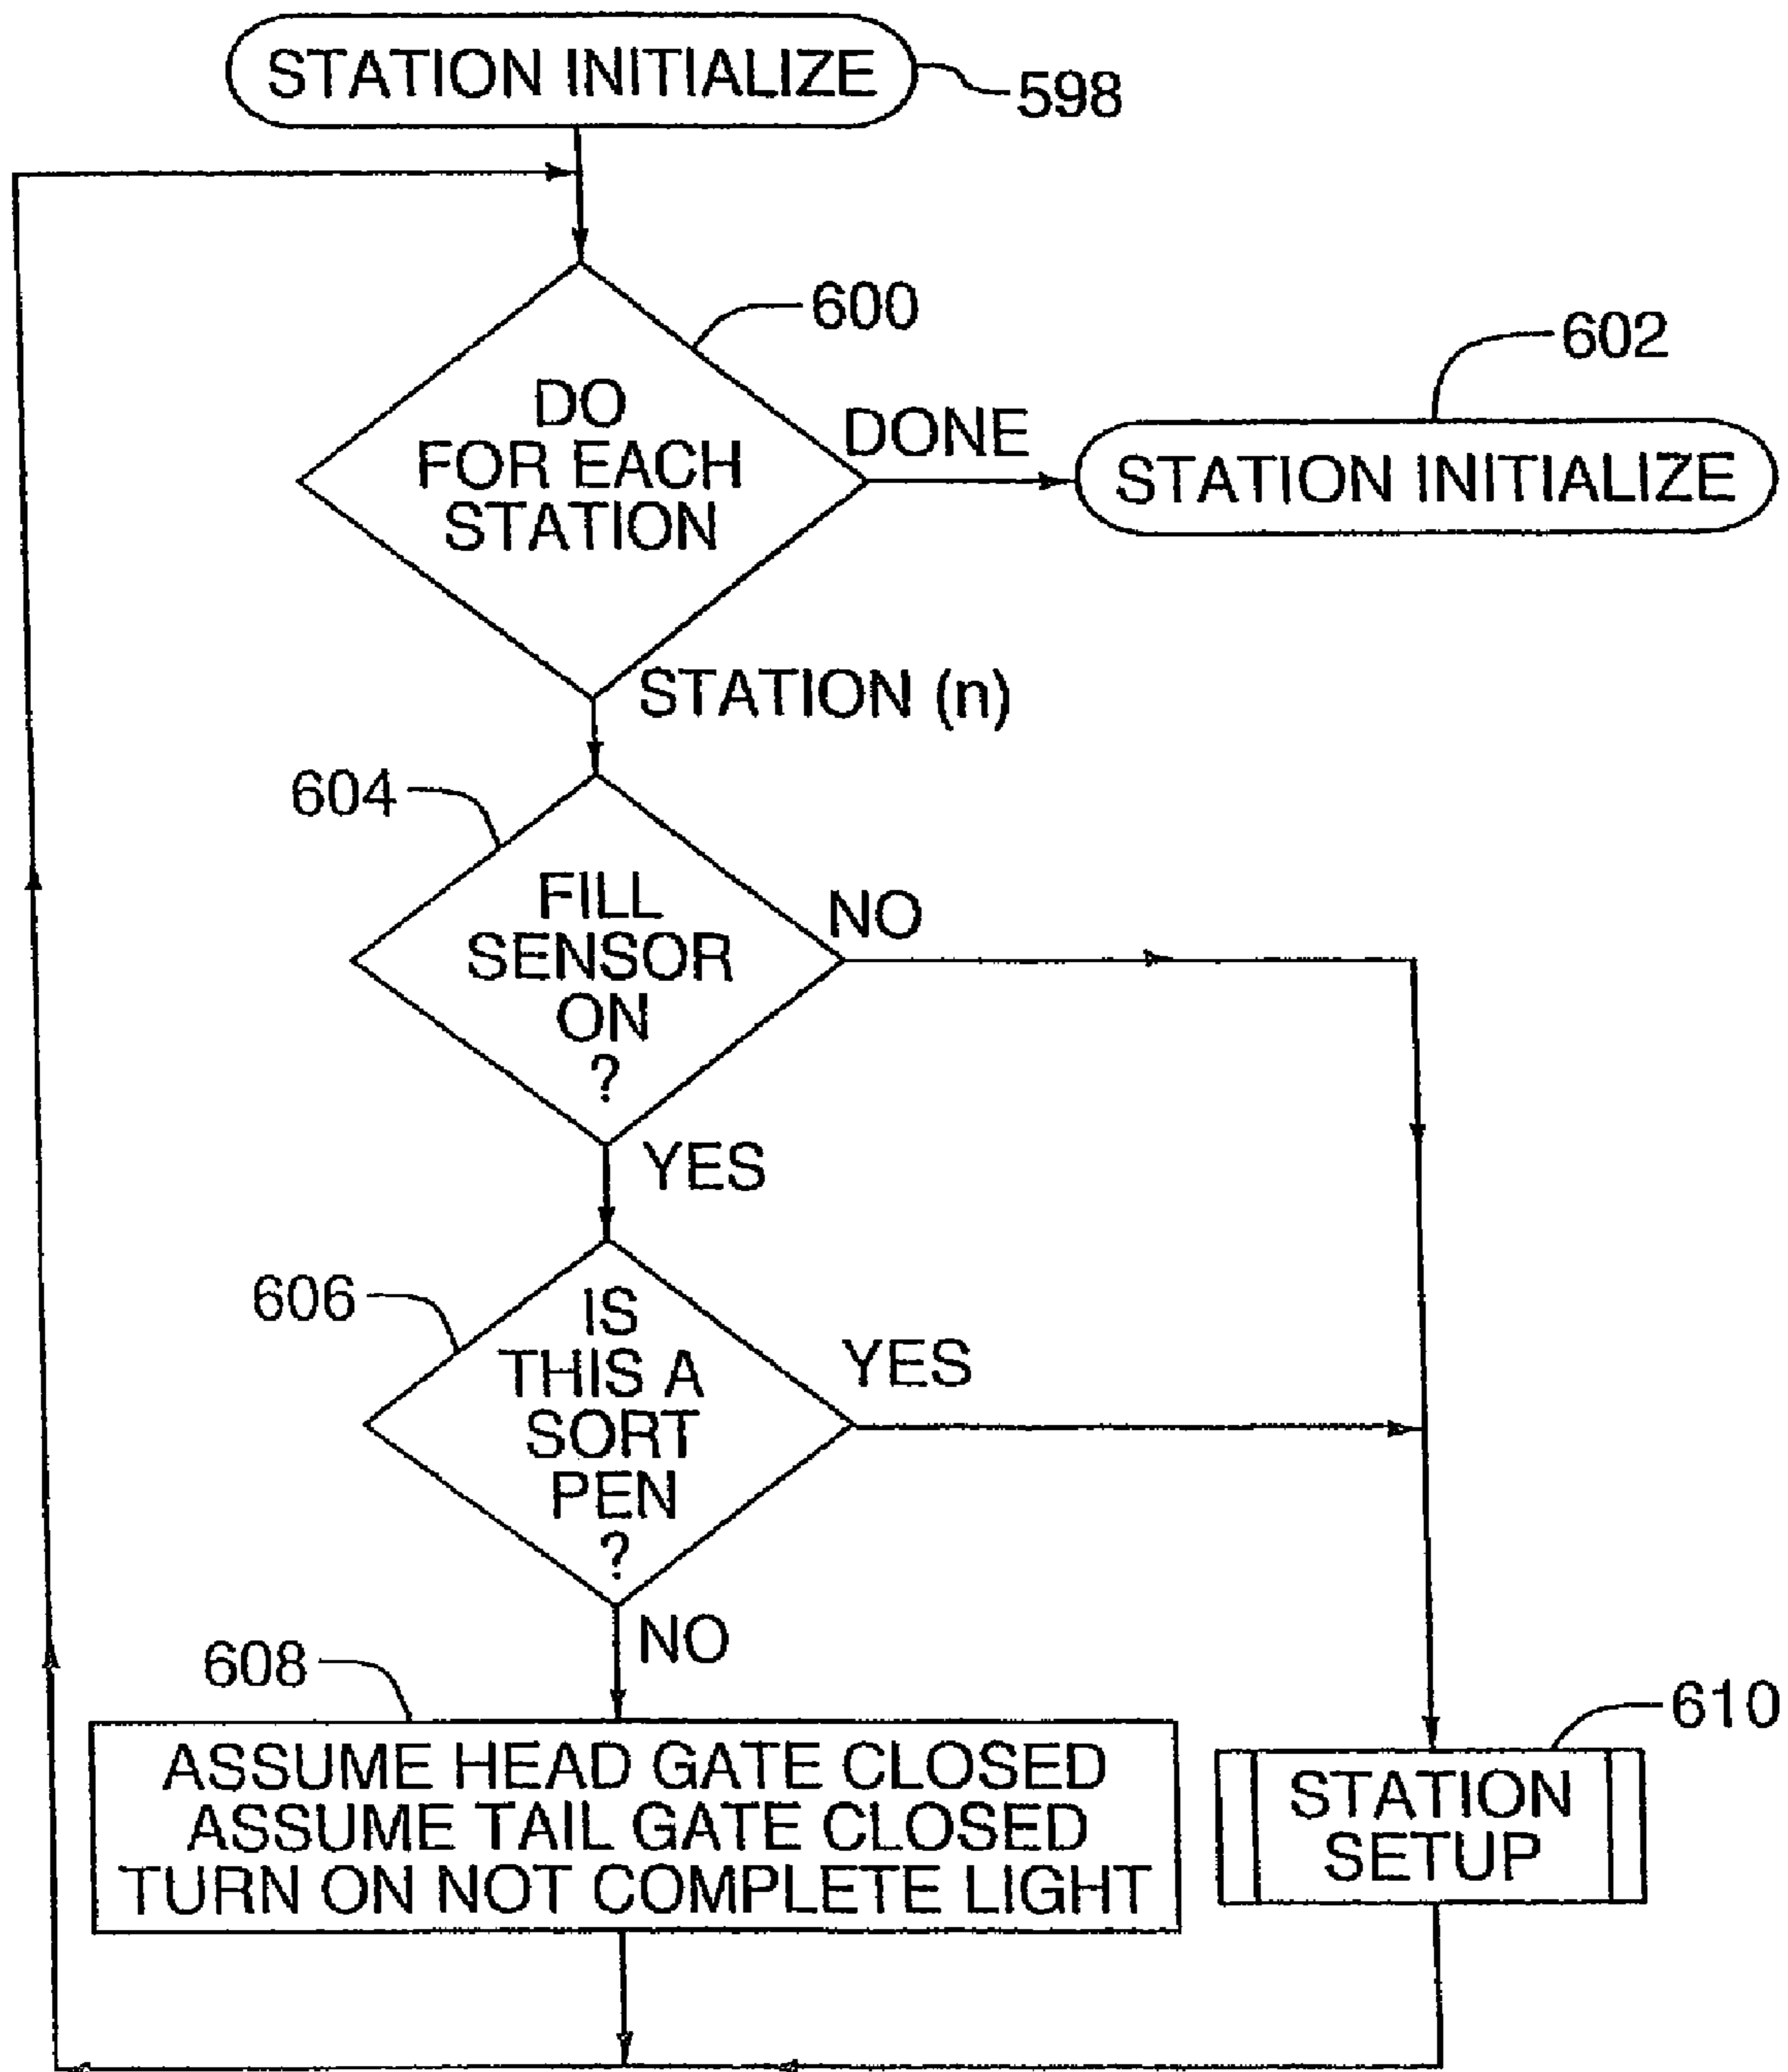 STATION INITIALIZE
598
600
DO
FOR EACH
STATION
DONE
602
STATION INITIALIZE
STATION (n)
604
FILL
SENSOR
ON
?
NO
YES
606
IS
THIS A
SORT
PEN
?
YES
NO
608
ASSUME HEAD GATE CLOSED
ASSUME TAIL GATE CLOSED
TURN ON NOT COMPLETE LIGHT
610
STATION
SETUP